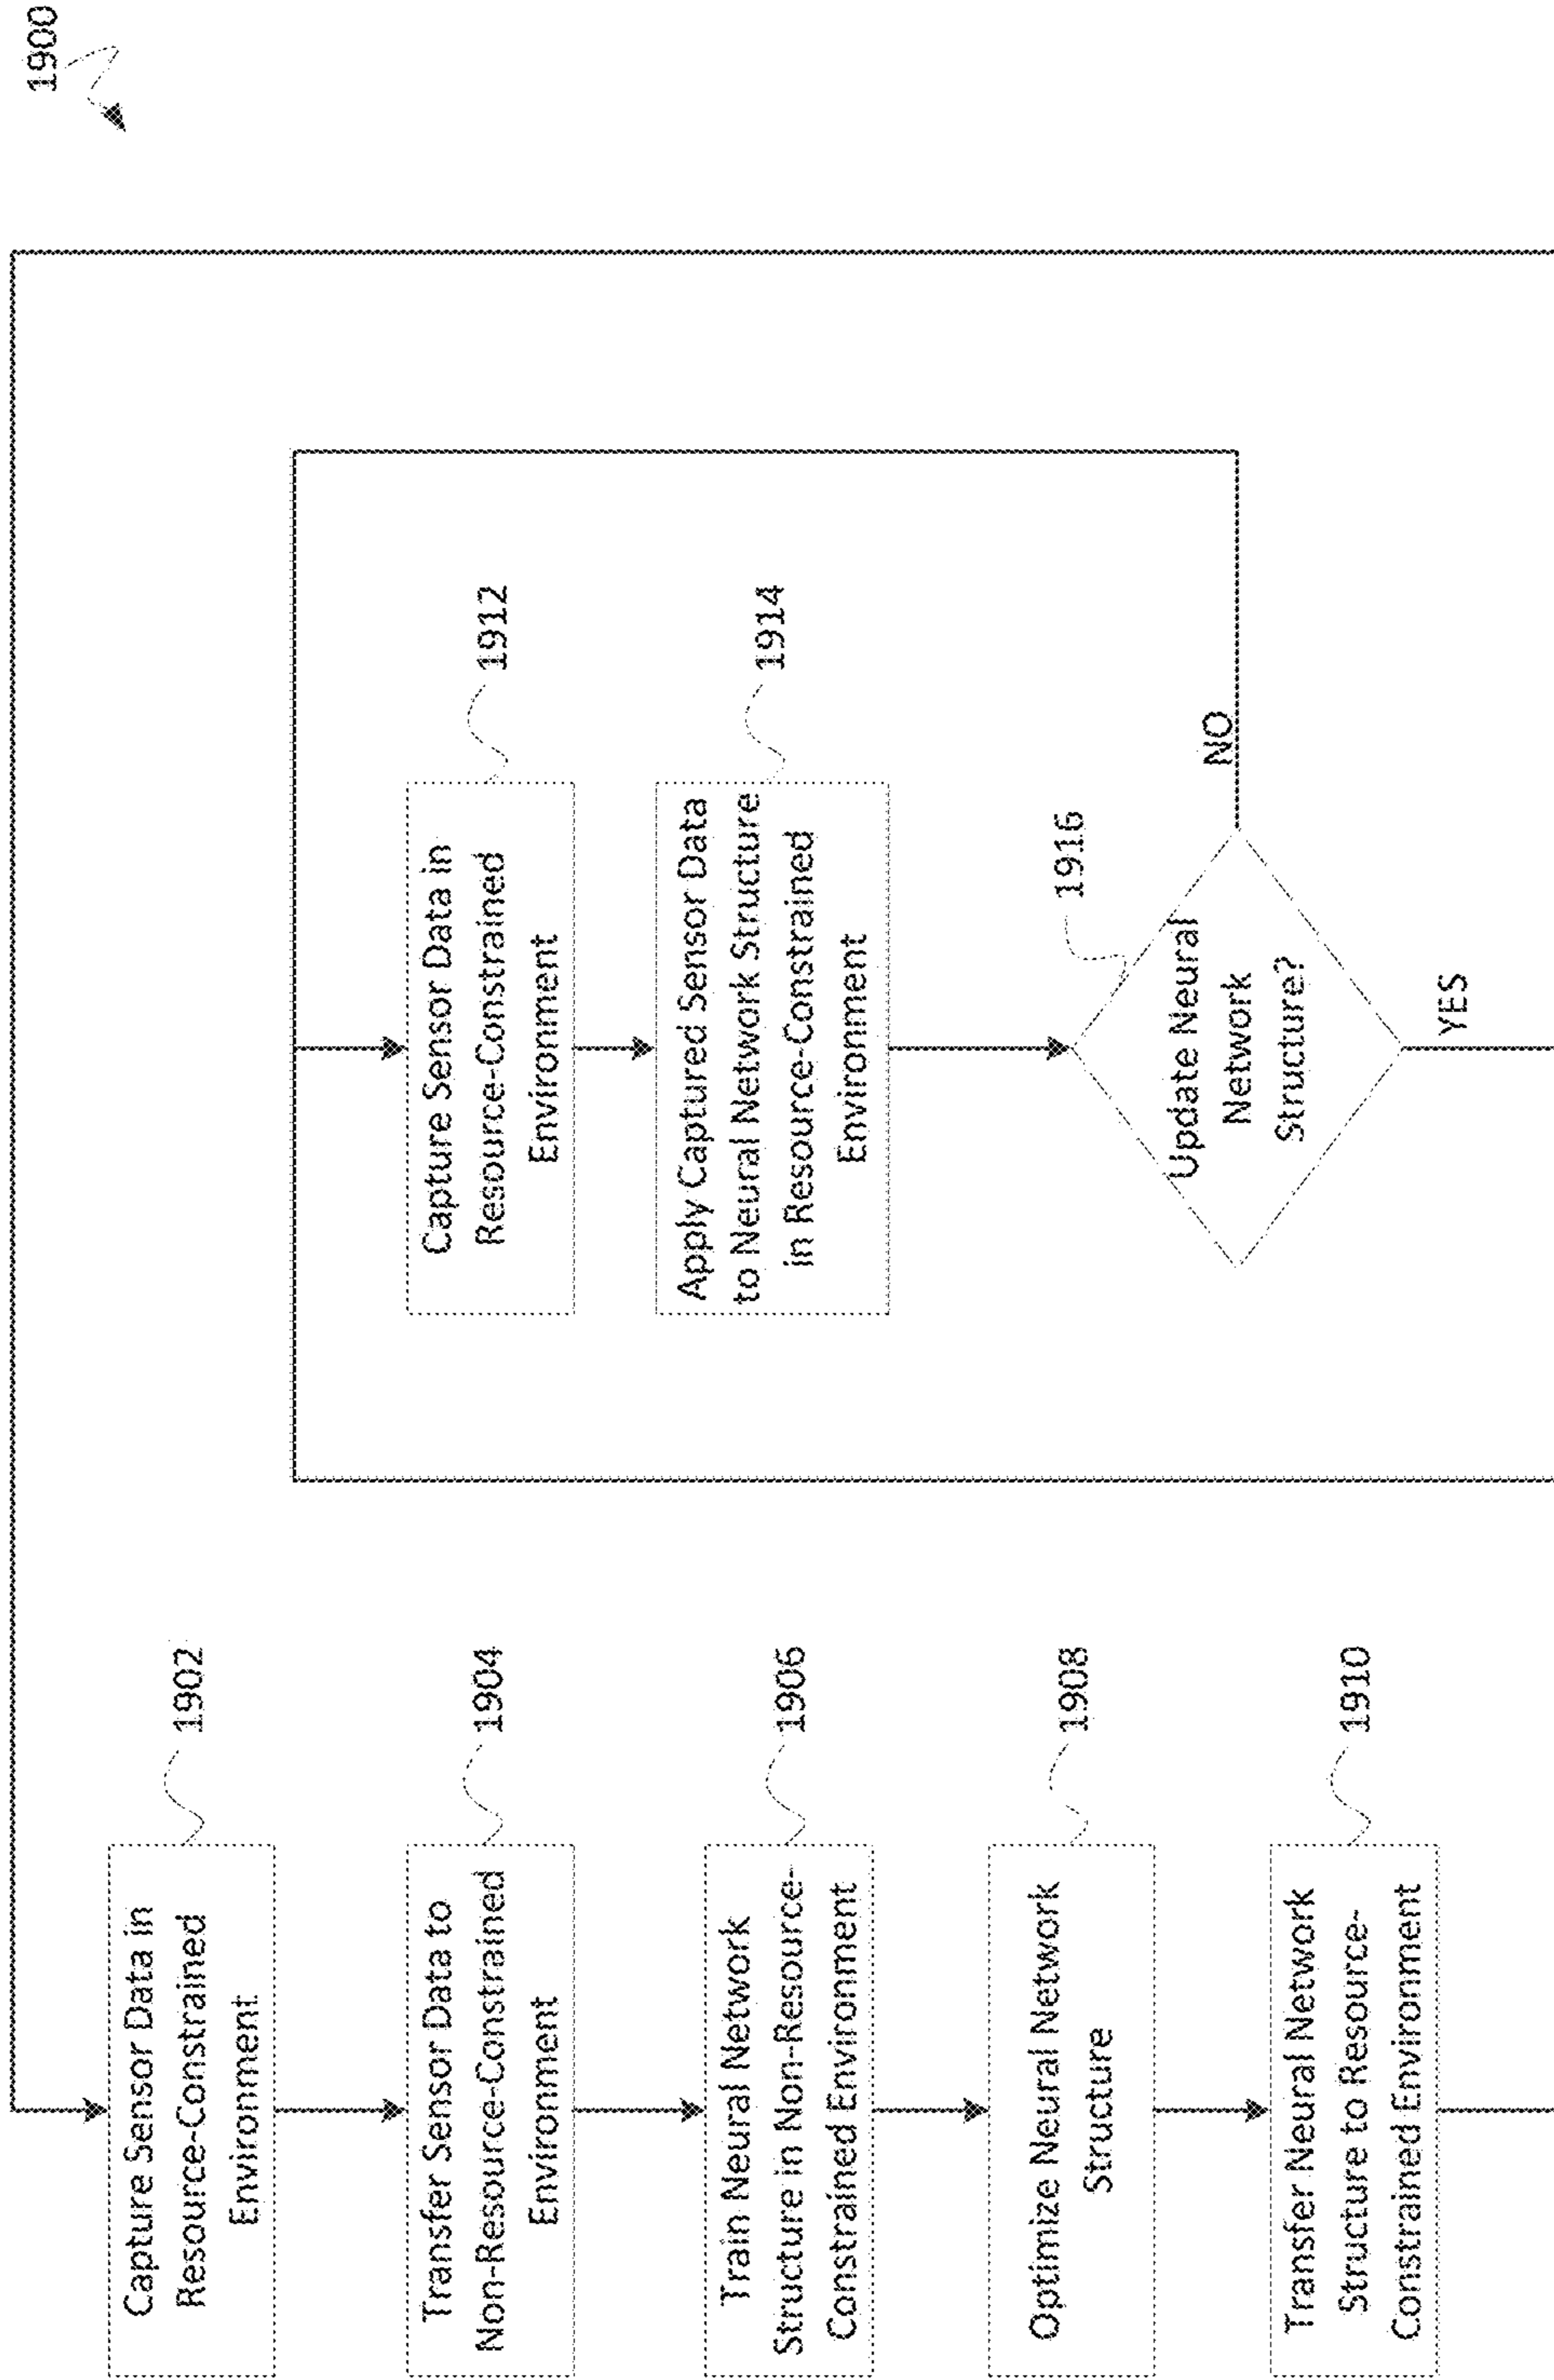 1900
Capture Sensor Data in
Resource-Constrained
Environment
1902
Transfer Sensor Data to
Non-Resource-Constrained
Environment
1904
Train Neural Network
Structure in Non-Resource-
Constrained Environment
1906
Optimize Neural Network
Structure
1908
Transfer Neural Network
Structure to Resource-
Constrained Environment
1910
Capture Sensor Data in
Resource-Constrained
Environment
1912
Apply Captured Sensor Data
to Neural Network Structure
in Resource-Constrained
Environment
1914
Update Neural
Network
Structure?
1916
NO
YES